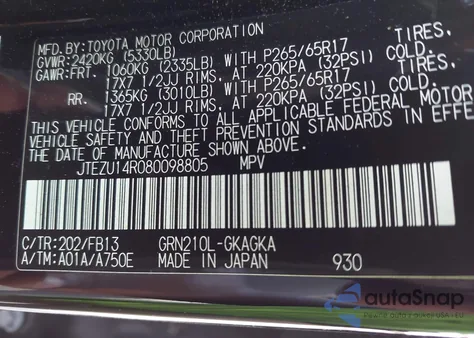 MFD.BY:TOYOTA MOTOR CORPORATION
GVWR:2420KG (5330LB)
GAWR:FRT. 1060KG (2335LB) WITH P265/65R17 TIRES,
17X7 1/2JJ RIMS, AT 220KPA (32PSI) COLD.
RR. 1365KG (3010LB) WITH P265/65R17 TIRES,
17X7 1/2JJ RIMS, AT 220KPA (32PSI) COLD.
THIS VEHICLE CONFORMS TO ALL APPLICABLE FEDERAL MOTOR
VEHICLE SAFETY AND THEFT PREVENTION STANDARDS IN EFFE
THE DATE OF MANUFACTURE SHOWN ABOVE.
JTEZU14R080098805 MPV
C/TR:202/FB13 GRN210L-GKAGKA
A/TM:A01A/A750E MADE IN JAPAN 930
autoSnap